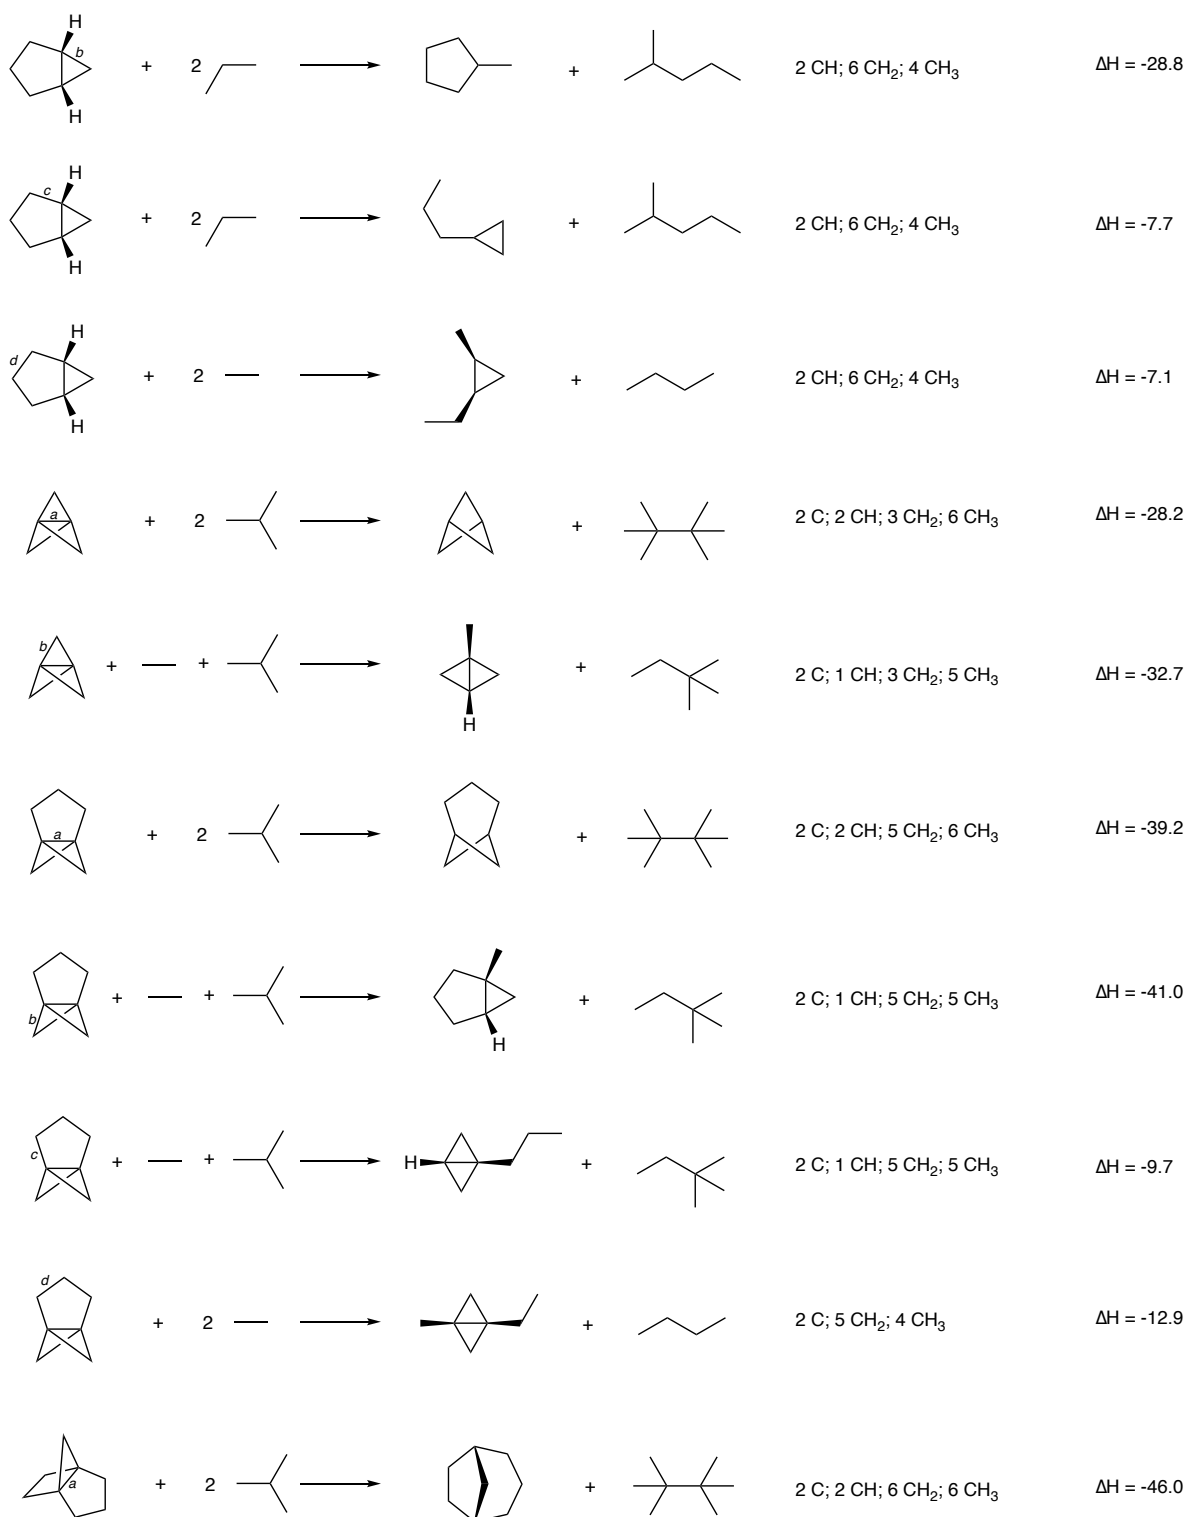 H
b
+ 2 + 2 CH; 6 CH₂; 4 CH₃ ΔH = -28.8
H
H
c
+ 2 + 2 CH; 6 CH₂; 4 CH₃ ΔH = -7.7
H
H
d
+ 2 + 2 CH; 6 CH₂; 4 CH₃ ΔH = -7.1
H
a + 2 + 2 C; 2 CH; 3 CH₂; 6 CH₃ ΔH = -28.2
b
+ + + 2 C; 1 CH; 3 CH₂; 5 CH₃ ΔH = -32.7
H
a + 2 + 2 C; 2 CH; 5 CH₂; 6 CH₃ ΔH = -39.2
+ + + 2 C; 1 CH; 5 CH₂; 5 CH₃ ΔH = -41.0
b
H
c + + H + 2 C; 1 CH; 5 CH₂; 5 CH₃ ΔH = -9.7
d
+ 2 + 2 C; 5 CH₂; 4 CH₃ ΔH = -12.9
a + 2 + 2 C; 2 CH; 6 CH₂; 6 CH₃ ΔH = -46.0